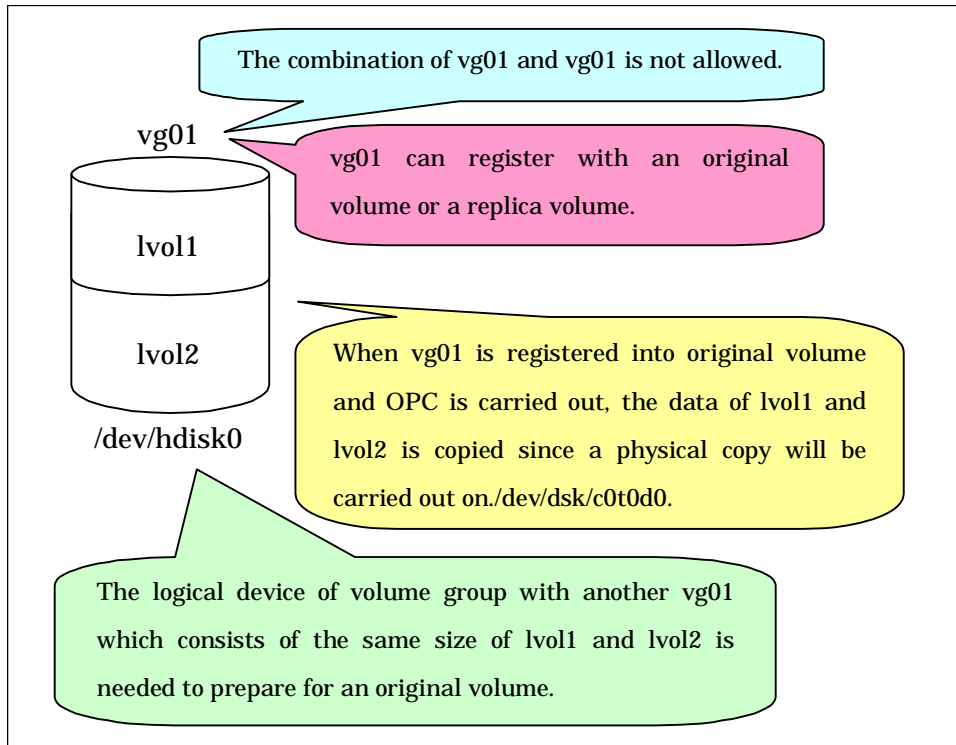 The combination of vg01 and vg01 is not allowed.
vg01
vg01 can register with an original
volume or a replica volume.
lvol1
lvol2
When vg01 is registered into original volume
and OPC is carried out, the data of lvol1 and
lvol2 is copied since a physical copy will be
carried out on./dev/dsk/c0t0d0.
/dev/hdisk0
The logical device of volume group with another vg01
which consists of the same size of lvol1 and lvol2 is
needed to prepare for an original volume.